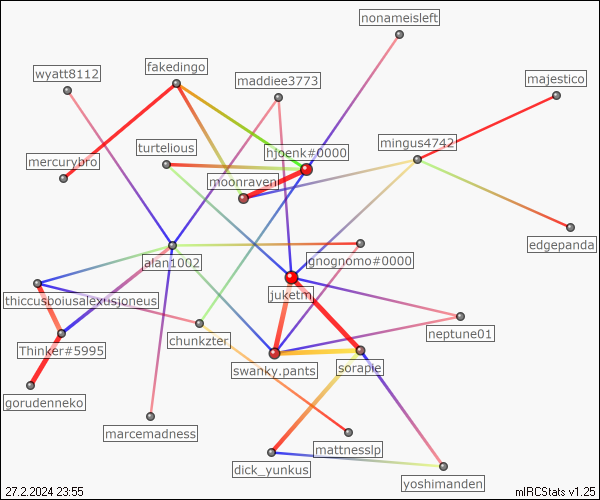 nonameisleft
fakedingo
wyatt8112
maddiee3773
majestico
turtelious
mingus4742
hjoenk#0000
mercurybro
moonraven
edgepanda
alan1002
gnognomo#0000
juketm
thiccusboiusalexusjoneus
neptune01
chunkzter
Thinker#5995
swanky.pants
sorapie
gorudenneko
marcemadness
mattnesslp
dick_yunkus
yoshimanden
27.2.2024 23:55
mIRCStats v1.25